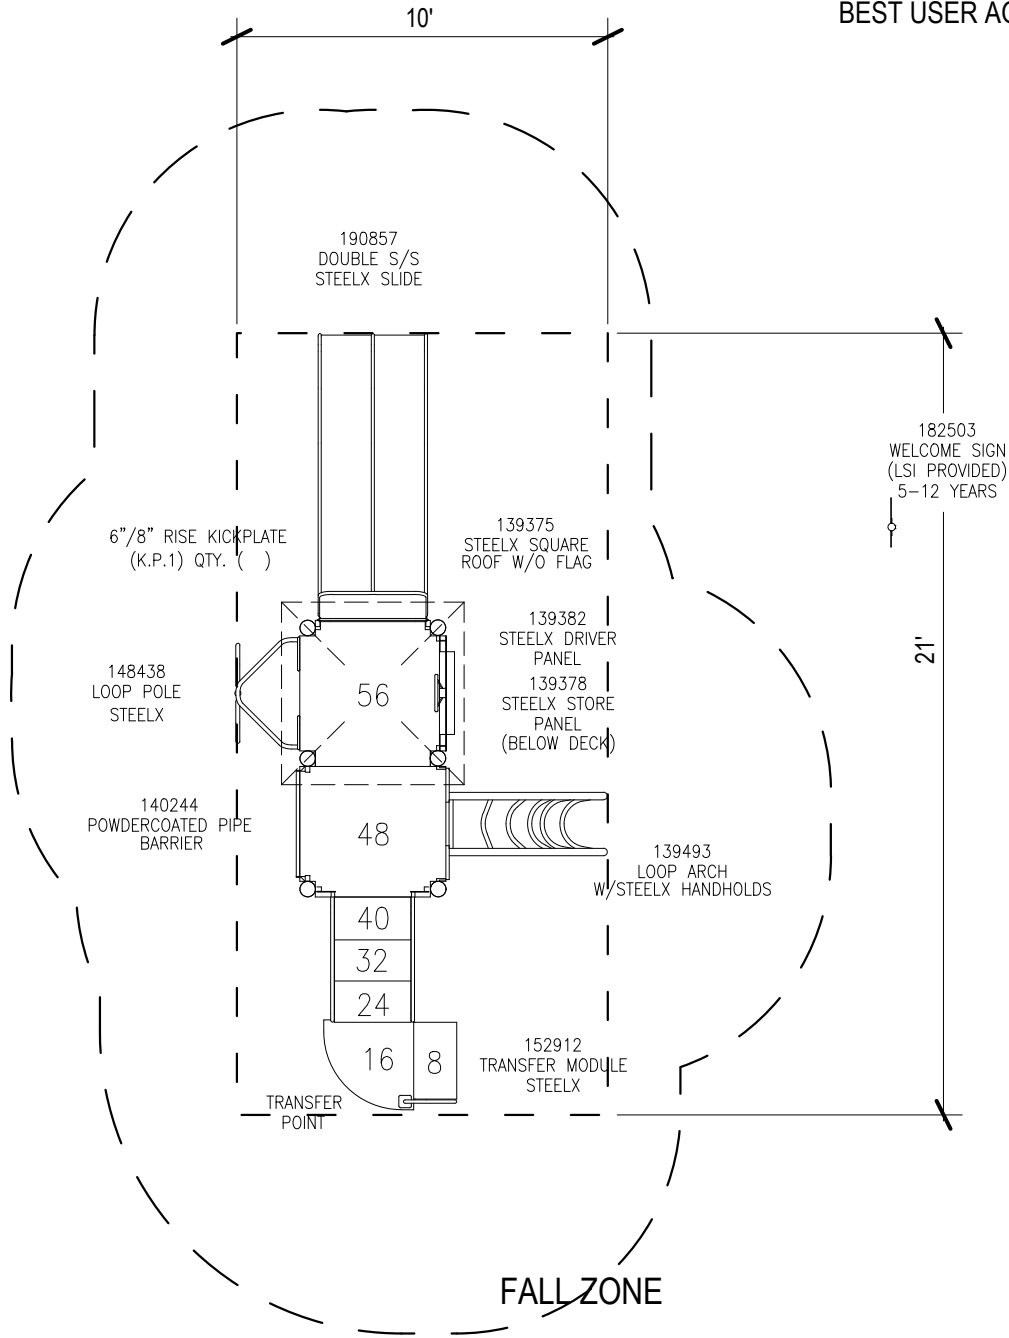 10'
BEST USER AG
190857
DOUBLE S/S
STEELX SLIDE
182503
WELCOME SIGN
(LSI PROVIDED)
5-12 YEARS
6"/8" RISE KICKPLATE
(K.P.1) QTY. (   )
139375
STEELX SQUARE
ROOF W/O FLAG
139382
STEELX DRIVER
PANEL
139378
STEELX STORE
PANEL
(BELOW DECK)
21'
148438
LOOP POLE
STEELX
56
140244
POWDERCOATED PIPE
BARRIER
48
139493
LOOP ARCH
W/STEELX HANDHOLDS
40
32
24
16
8
152912
TRANSFER MODULE
STEELX
TRANSFER
POINT
FALL ZONE